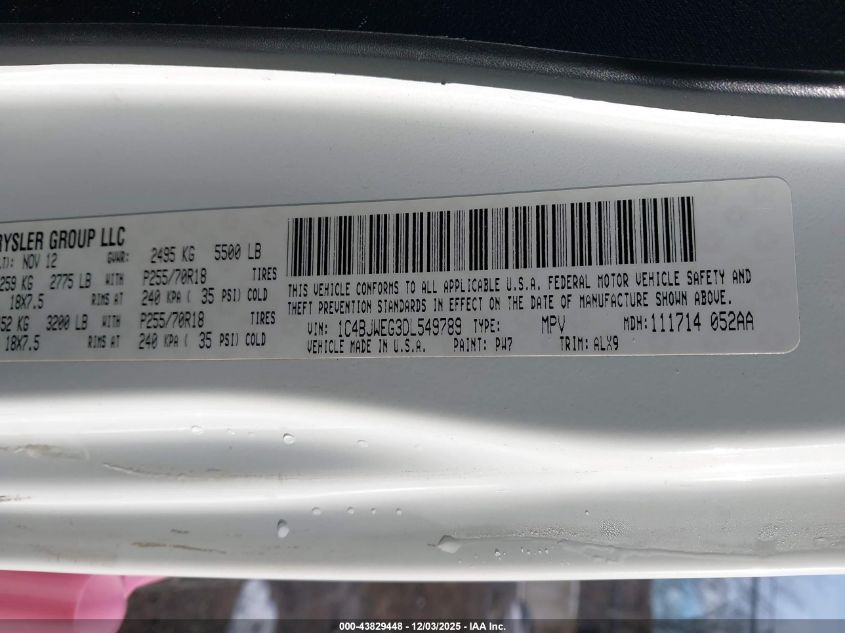 RYSLER GROUP LLC
NOV 12 GVWR: 2495 KG 5500 LB
259 KG 2775 LB WITH P255/70R18 TIRES
18X7.5 RIMS AT 240 KPA ( 35 PSI) COLD
452 KG 3200 LB WITH P255/70R18 TIRES
18X7.5 RIMS AT 240 KPA ( 35 PSI) COLD
THIS VEHICLE CONFORMS TO ALL APPLICABLE U.S.A. FEDERAL MOTOR VEHICLE SAFETY AND
THEFT PREVENTION STANDARDS IN EFFECT ON THE DATE OF MANUFACTURE SHOWN ABOVE.
VIN: 1C4BJWEG3DL549789 TYPE: MPV MDH: 111714 052AA
VEHICLE MADE IN U.S.A. PAINT: PW7 TRIM: ALX9
000-43829448 - 12/03/2025 - IAA Inc.